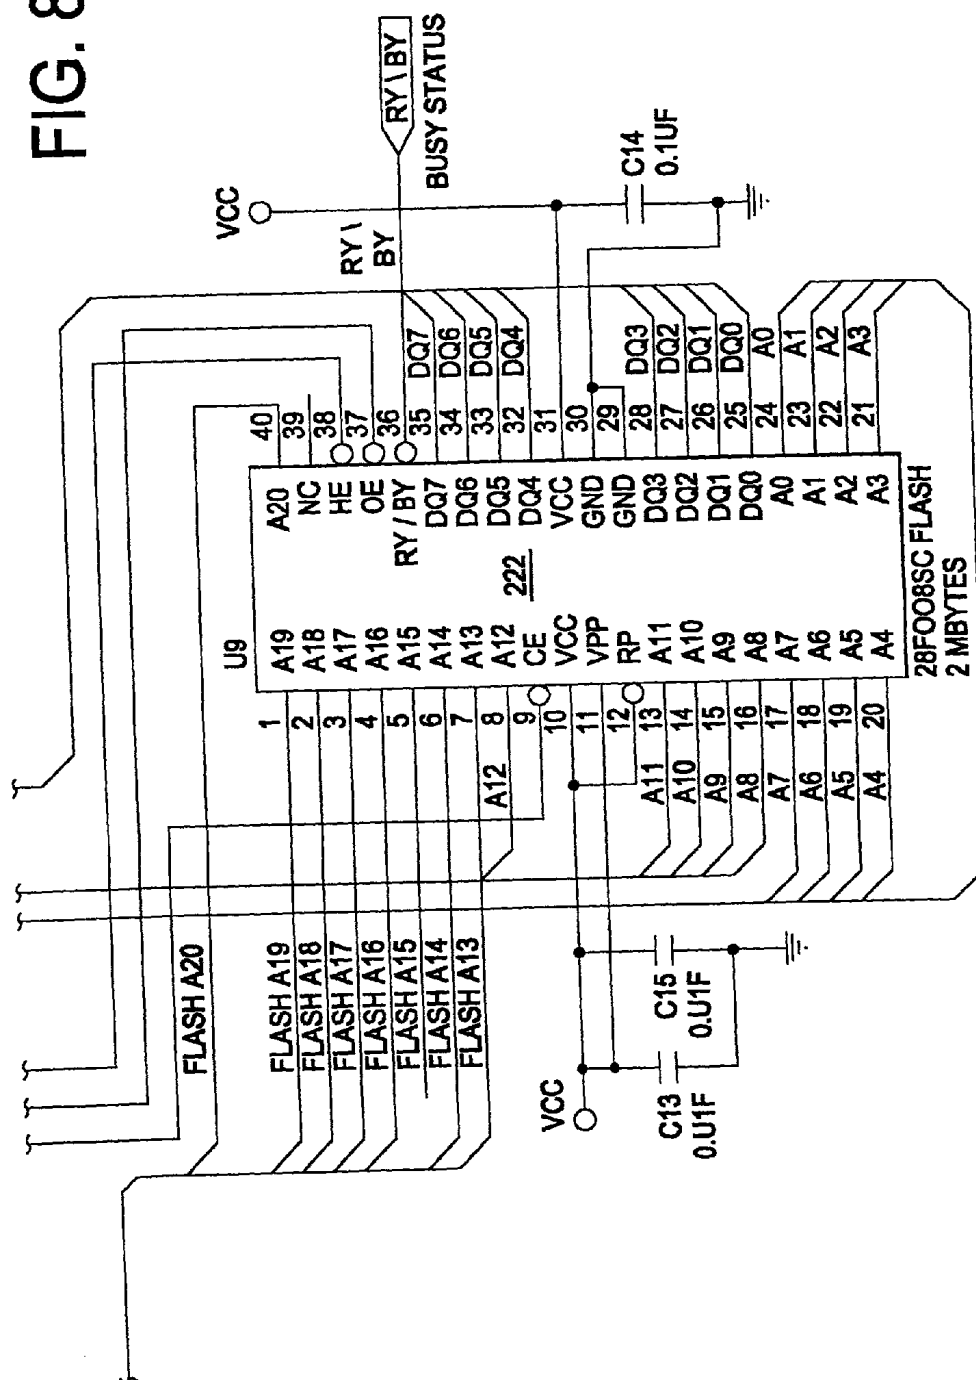 FIG. 8
RY \ BY
BUSY STATUS
VCC
RY \
BY
C14
0.1UF
40
39
38
37
36
35
34
33
32
31
30
29
28
27
26
25
24
23
22
21
DQ7
DQ6
DQ5
DQ4
DQ3
DQ2
DQ1
DQ0
A0
A1
A2
A3
U9
A20
NC
HE
OE
RY / BY
DQ7
DQ6
DQ5
DQ4
VCC
GND
GND
DQ3
DQ2
DQ1
DQ0
A0
A1
A2
A3
222
A19
A18
A17
A16
A15
A14
A13
A12
CE
VCC
VPP
RP
A11
A10
A9
A8
A7
A6
A5
A4
28FOO8SC FLASH
2 MBYTES
1
2
3
4
5
6
7
8
9
10
11
12
13
14
15
16
17
18
19
20
A12
A11
A10
A9
A8
A7
A6
A5
A4
FLASH A20
FLASH A19
FLASH A18
FLASH A17
FLASH A16
FLASH A15
FLASH A14
FLASH A13
VCC
C15
0.U1F
C13
0.U1F